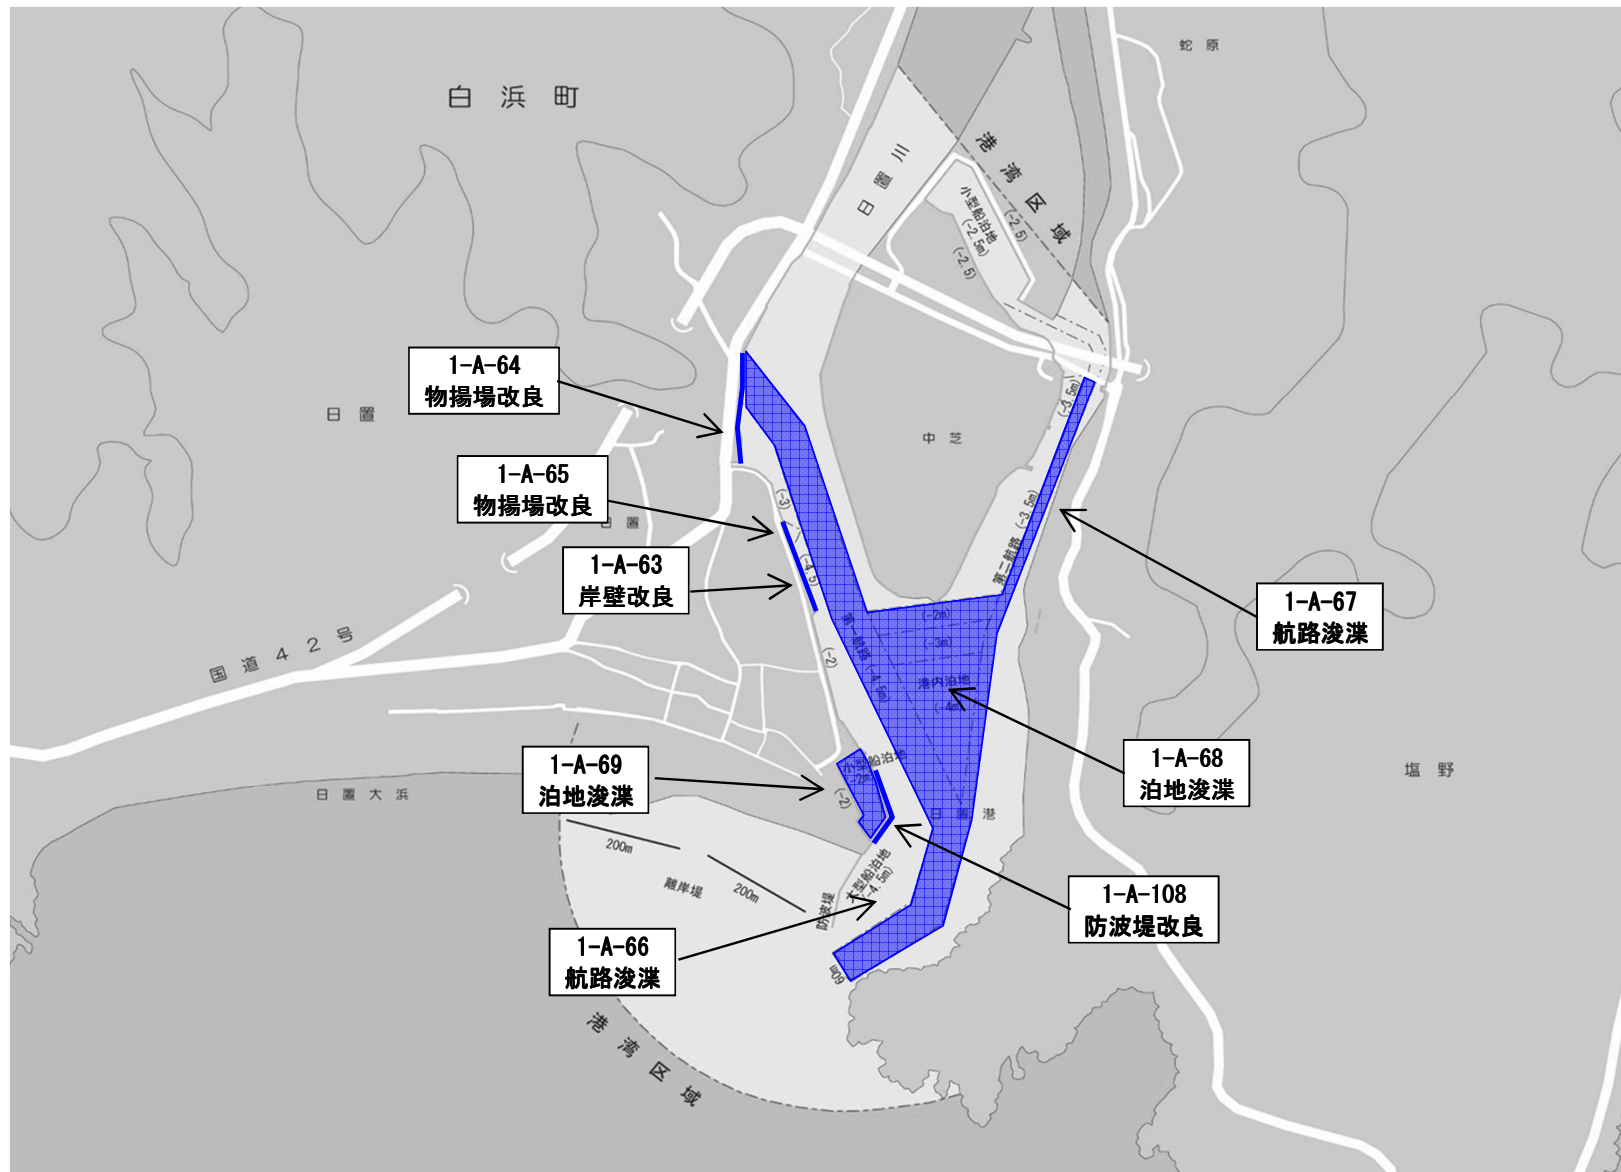 蛇原
白浜町
港湾区域
日置川
小型船泊地
(-2.5m)
(-2.5)
(-2.5)
1-A-64
物揚場改良
(-3.5m)
日置
中芝
1-A-65
物揚場改良
日置
(-3)
第二航路 (-3.5m)
1-A-63
岸壁改良
(-4.5)
1-A-67
航路浚渫
(-2m)
国道42号
第一航路 (-4.5m)
(-3m)
(-2)
港内泊地
(-4m)
1-A-69
泊地浚渫
小型船泊地
-2m
(-2)
1-A-68
泊地浚渫
塩野
日置大浜
日置港
200m
離岸堤
200m
大型船泊地
(-4.5m)
防波堤
1-A-108
防波堤改良
1-A-66
航路浚渫
60m
港湾区域